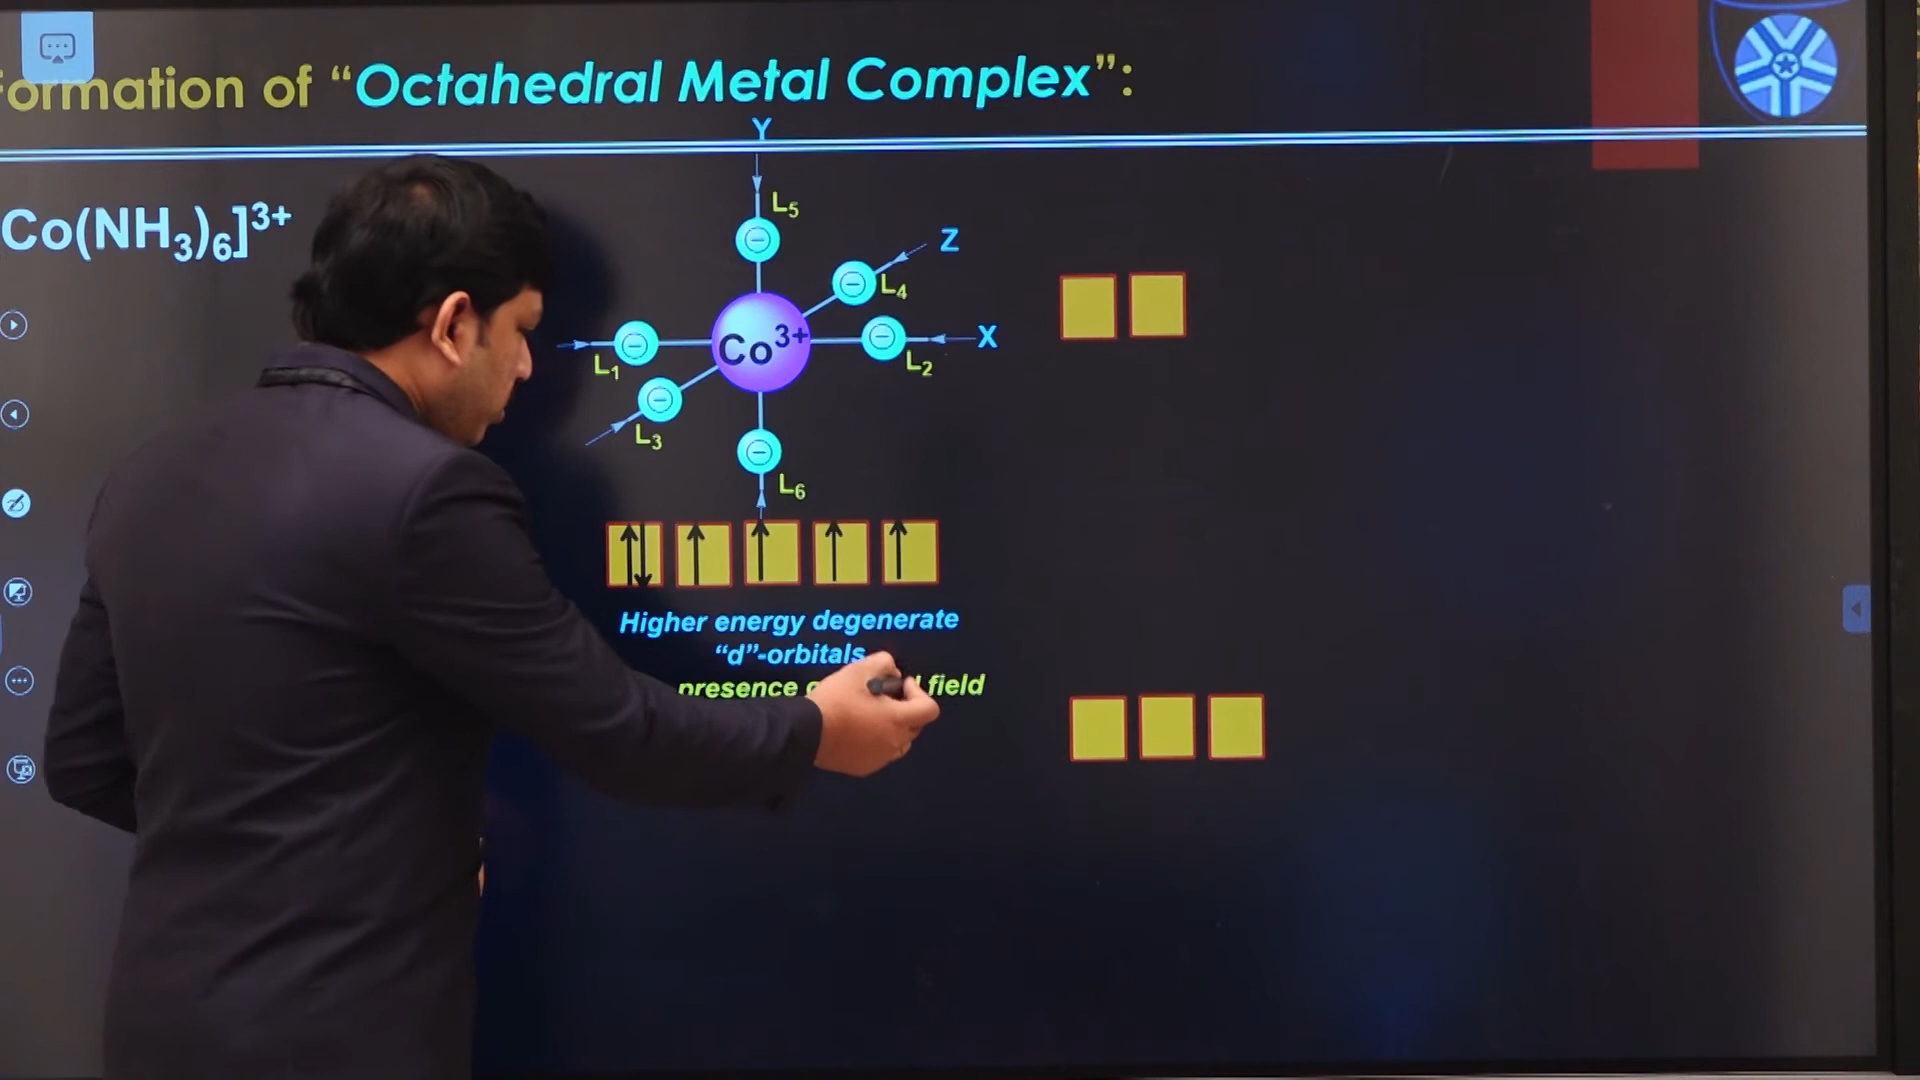 Formation of “Octahedral Metal Complex”:
Co(NH3)6]3+
Y
L5
Z
L4
Co3+
X
L1
L2
L3
L6
Higher energy degenerate
“d”-orbitals
presence field